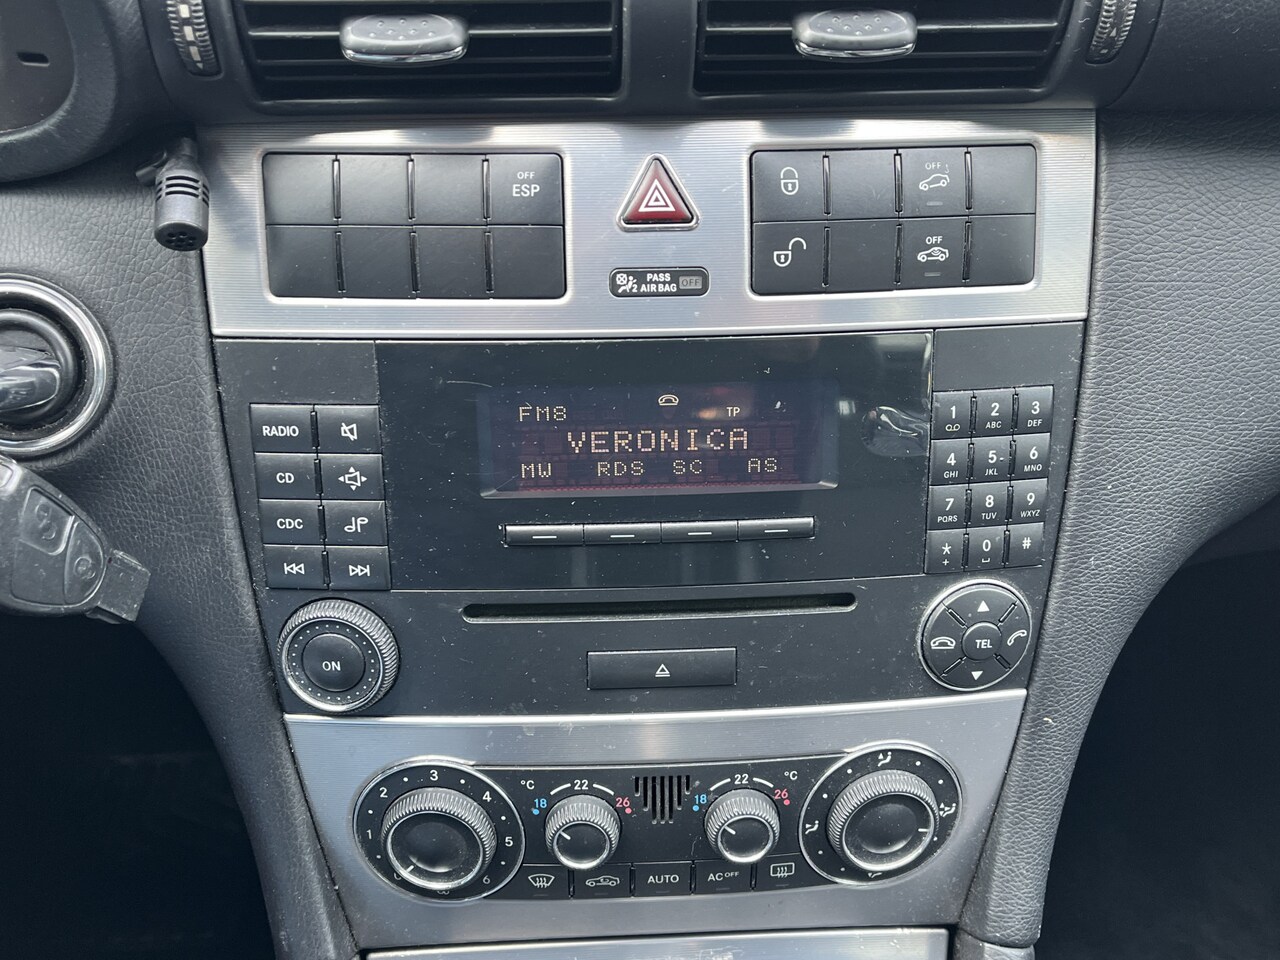 OFF
ESP
OFF
OFF
PASS
AIR BAG OFF
2
FM8 TP
VERONICA
MW RDS SC AS
RADIO
CD
CDC
1 2 3
ABC DEF
4 5 6
GHI JKL MNO
7 8 9
PQRS TUV WXYZ
* 0 #
+
ON
TEL
1 2 3 4 5 6
°C
18 22 26
18 22 26
°C
AUTO
AC OFF